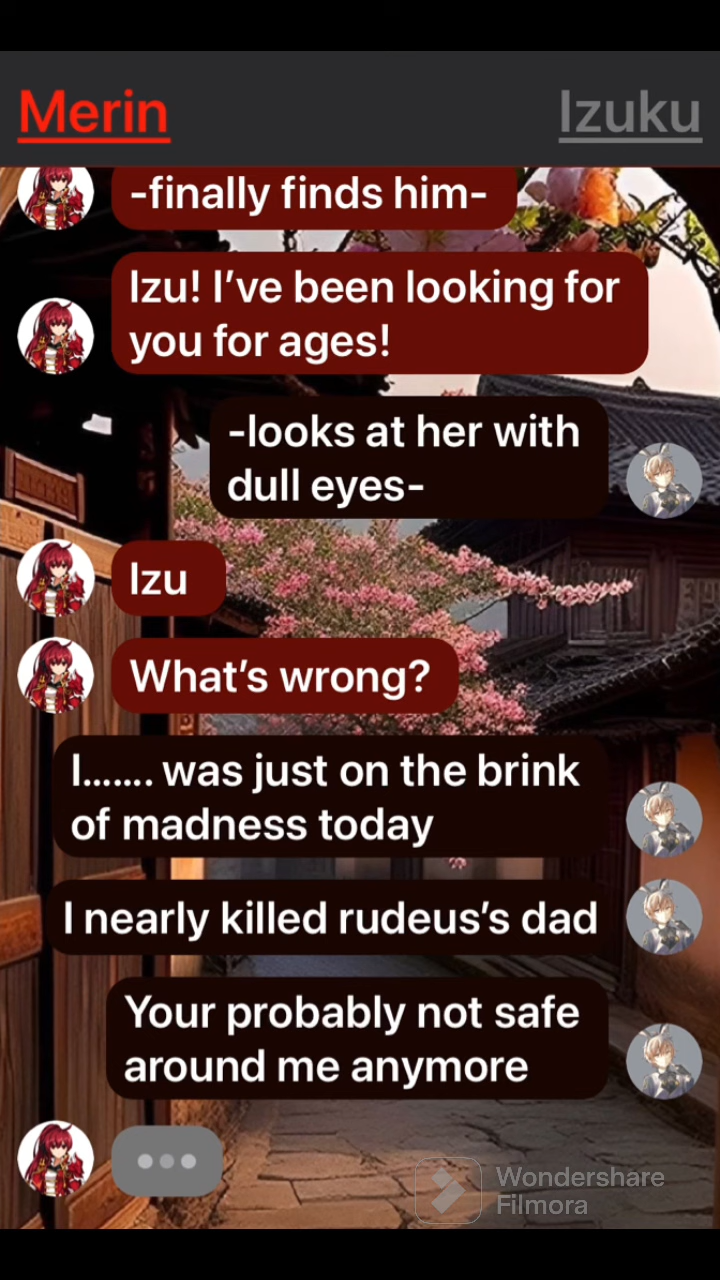 Merin
Izuku
-finally finds him-
Izu! I’ve been looking for
you for ages!
-looks at her with
dull eyes-
Izu
What’s wrong?
I....... was just on the brink
of madness today
I nearly killed rudeus’s dad
Your probably not safe
around me anymore
Wondershare
Filmora